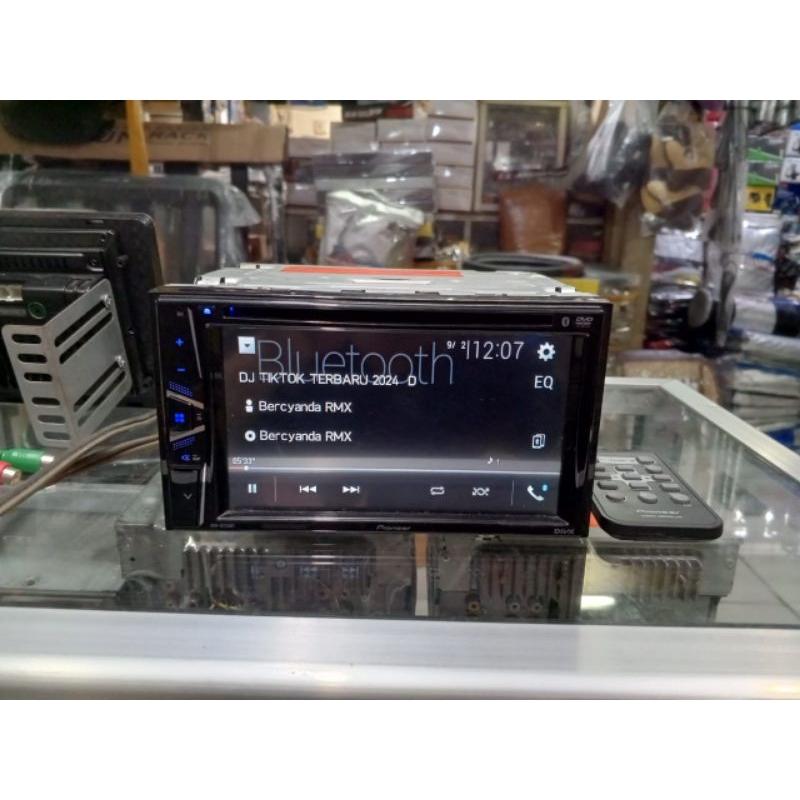 Bluetooth
9/ 2 12:07
DJ TIKTOK TERBARU 2024 D
EQ
Bercyanda RMX
Bercyanda RMX
05'33"
Pioneer
DivX
DVD
Pioneer